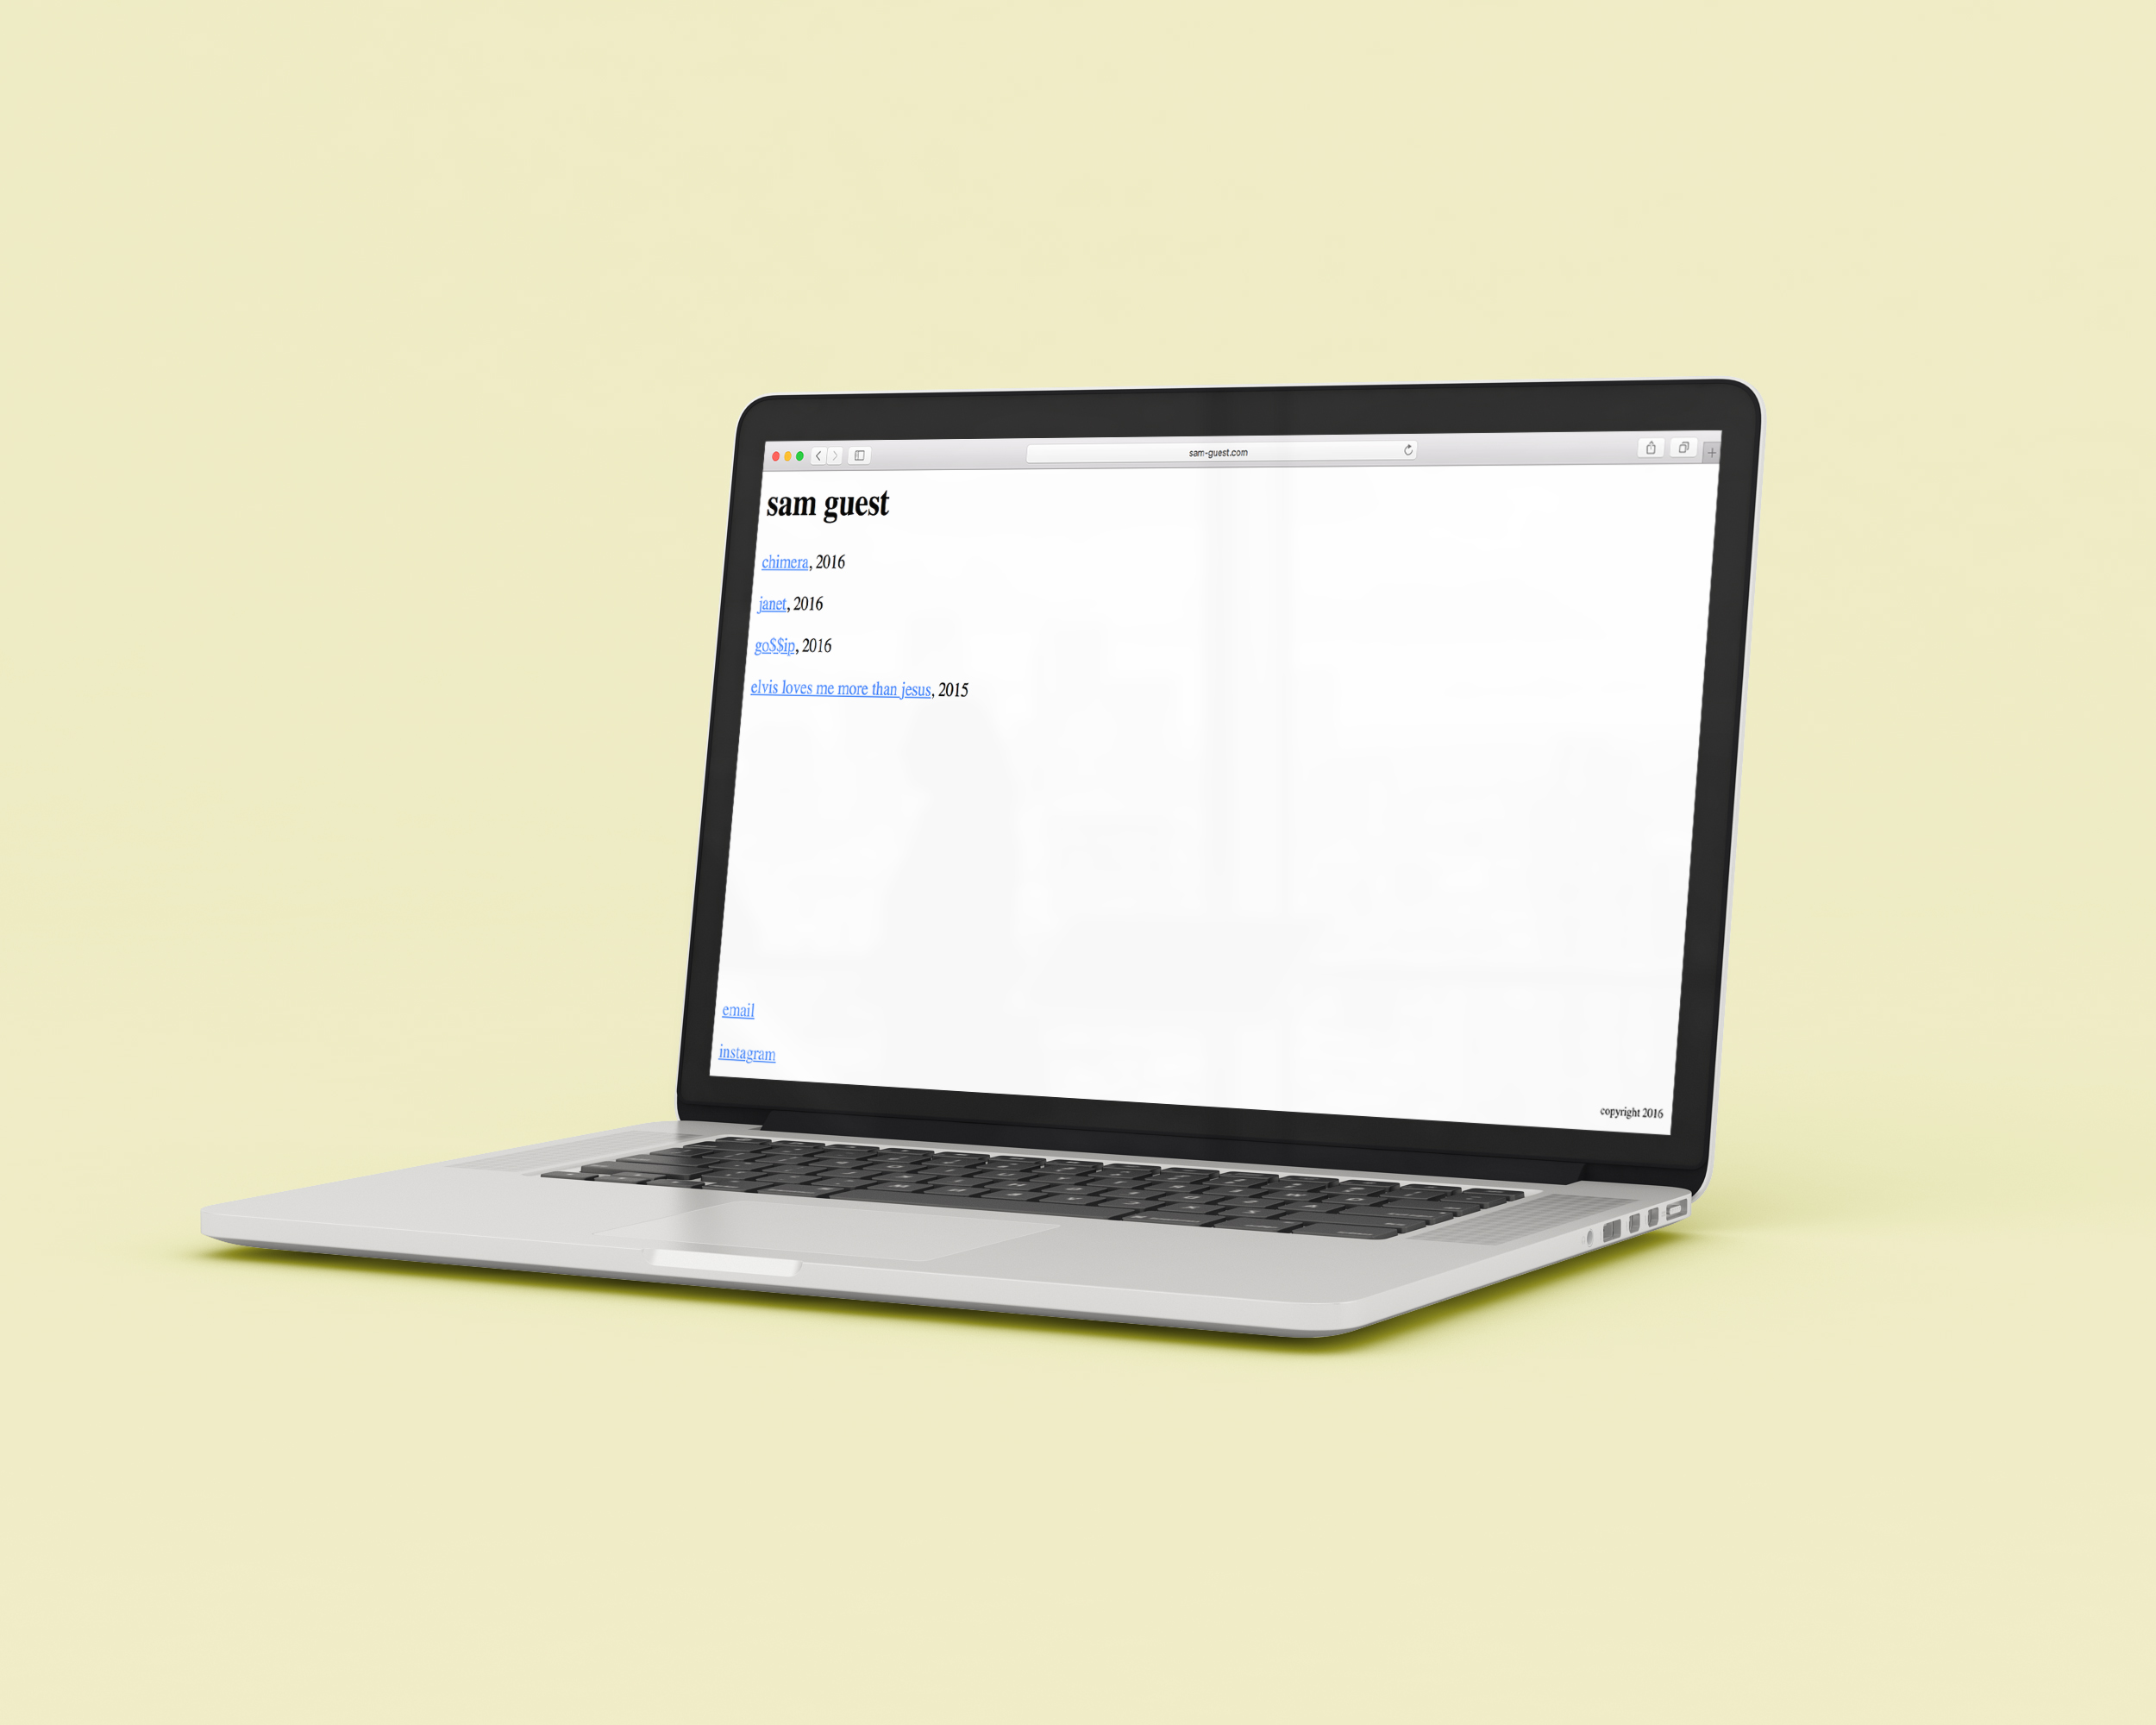 sam-guest.com
sam guest
chimera, 2016
janet, 2016
go$$ip, 2016
elvis loves me more than jesus, 2015
email
instagram
copyright 2016